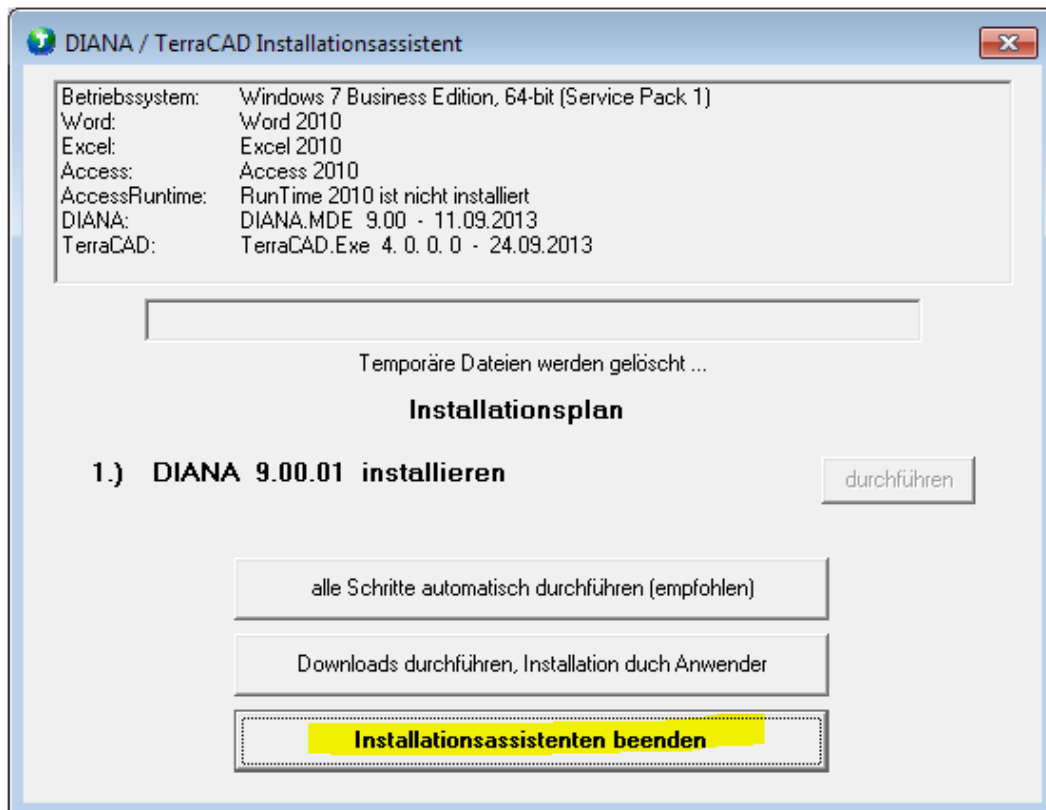 DIANA / TerraCAD Installationsassistent
Betriebssystem: Windows 7 Business Edition, 64-bit (Service Pack 1)
Word: Word 2010
Excel: Excel 2010
Access: Access 2010
AccessRuntime: RunTime 2010 ist nicht installiert
DIANA: DIANA.MDE 9.00 - 11.09.2013
TerraCAD: TerraCAD.Exe 4. 0. 0. 0 - 24.09.2013
Temporäre Dateien werden gelöscht ...
Installationsplan
1.) DIANA 9.00.01 installieren
durchführen
alle Schritte automatisch durchführen (empfohlen)
Downloads durchführen, Installation duch Anwender
Installationsassistenten beenden